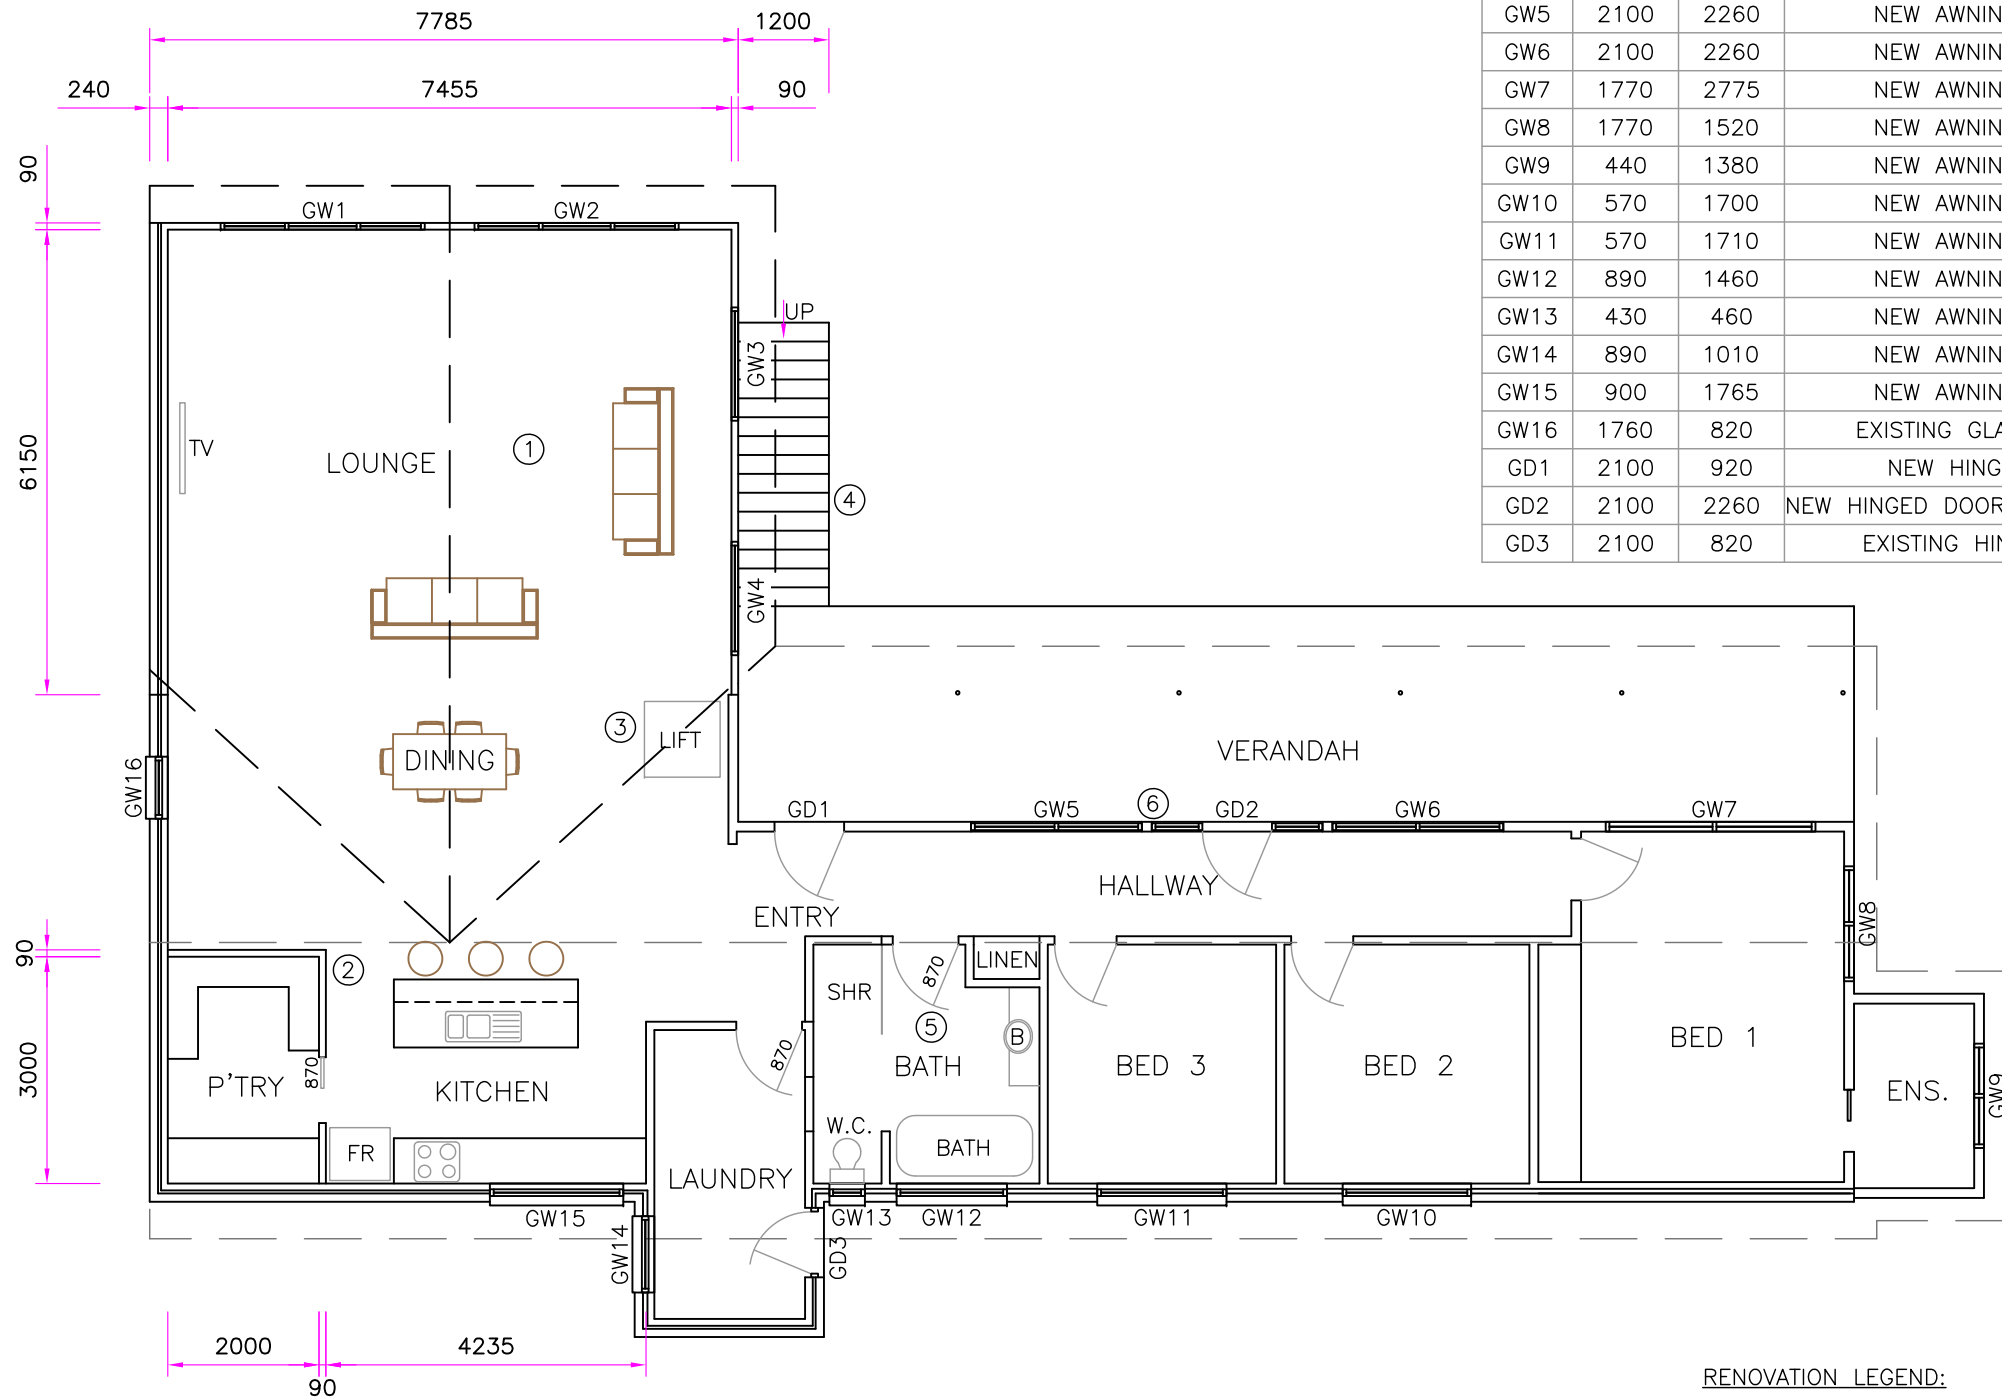 7785
1200
240
7455
90
90
6150
90
3000
GW1
GW2
UP
GW3
TV
LOUNGE
1
4
GW4
3
LIFT
DINING
GW16
VERANDAH
GD1
GW5
6
GD2
GW6
GW7
HALLWAY
ENTRY
GW8
2
LINEN
870
SHR
5
B
870
BATH
BED 3
BED 2
BED 1
P'TRY
870
KITCHEN
ENS.
GW9
W.C.
BATH
FR
LAUNDRY
GW15
GW14
GW13
GW12
GW11
GW10
GD3
2000
4235
90
GW5 2100 2260 NEW AWNIN
GW6 2100 2260 NEW AWNIN
GW7 1770 2775 NEW AWNIN
GW8 1770 1520 NEW AWNIN
GW9 440 1380 NEW AWNIN
GW10 570 1700 NEW AWNIN
GW11 570 1710 NEW AWNIN
GW12 890 1460 NEW AWNIN
GW13 430 460 NEW AWNIN
GW14 890 1010 NEW AWNIN
GW15 900 1765 NEW AWNIN
GW16 1760 820 EXISTING GLA
GD1 2100 920 NEW HING
GD2 2100 2260 NEW HINGED DOOR
GD3 2100 820 EXISTING HIN
RENOVATION LEGEND: